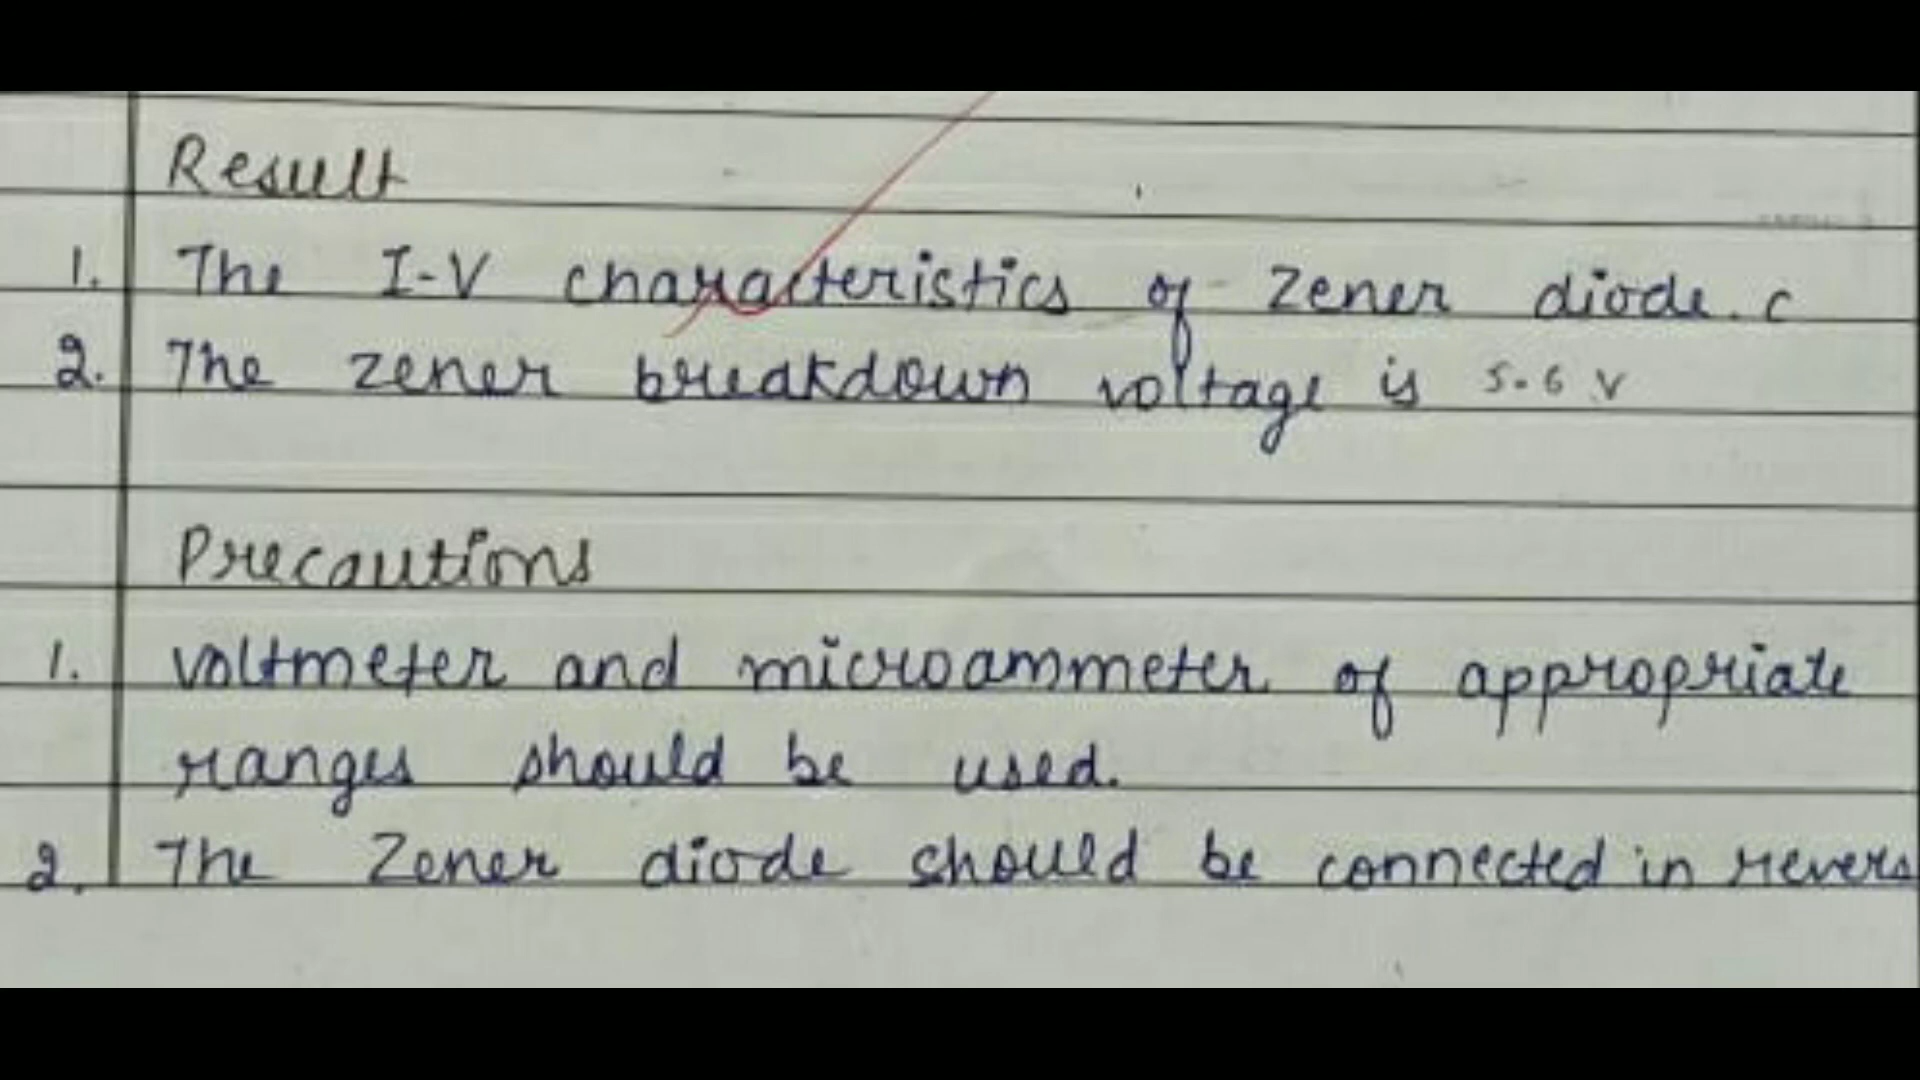 Result
1. The I-V characteristics of Zener diode. c
2. The zener breakdown voltage is 5.6 V
Precautions
1. voltmeter and microammeter of appropriate
ranges should be used.
2. The Zener diode should be connected in revers